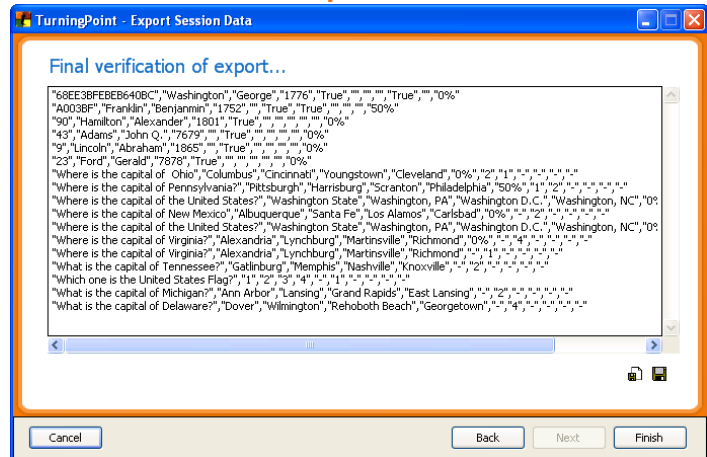 TurningPoint - Export Session Data
Final verification of export...
"68EE3BFEBEB640BC","Washington","George","1776","True","","","","True","","0%"
"A003BF","Franklin","Benjanmin","1752","","True","True","","","","50%"
"90","Hamilton","Alexander","1801","True","","","","","","0%"
"43","Adams","John Q.","7679","","True","","","","","0%"
"9","Lincoln","Abraham","1865","","True","","","","","0%"
"23","Ford","Gerald","7878","True","","","","","","0%"
"Where is the capital of  Ohio","Columbus","Cincinnati","Youngstown","Cleveland","0%","2","1","-","-","-","-"
"Where is the capital of Pennsylvania?","Pittsburgh","Harrisburg","Scranton","Philadelphia","50%","1","2","-","-","-","-"
"Where is the capital of the United States?","Washington State","Washington, PA","Washington D.C.","Washington, NC","0%
"Where is the capital of New Mexico","Albuquerque","Santa Fe","Los Alamos","Carlsbad","0%","-","2","-","-","-","-"
"Where is the capital of the United States?","Washington State","Washington, PA","Washington D.C.","Washington, NC","0%
"Where is the capital of Virginia?","Alexandria","Lynchburg","Martinsville","Richmond","0%","-","4","-","-","-","-"
"Where is the capital of Virginia?","Alexandria","Lynchburg","Martinsville","Richmond","-","1","-","-","-","-"
"What is the capital of Tennessee?","Gatlinburg","Memphis","Nashville","Knoxville","-","2","-","-","-","-"
"Which one is the United States Flag?","1","2","3","4","-","1","-","-","-","-"
"What is the capital of Michigan?","Ann Arbor","Lansing","Grand Rapids","East Lansing","-","2","-","-","-","-"
"What is the capital of Delaware?","Dover","Wilmington","Rehoboth Beach","Georgetown","-","4","-","-","-","-"
Cancel
Back
Next
Finish